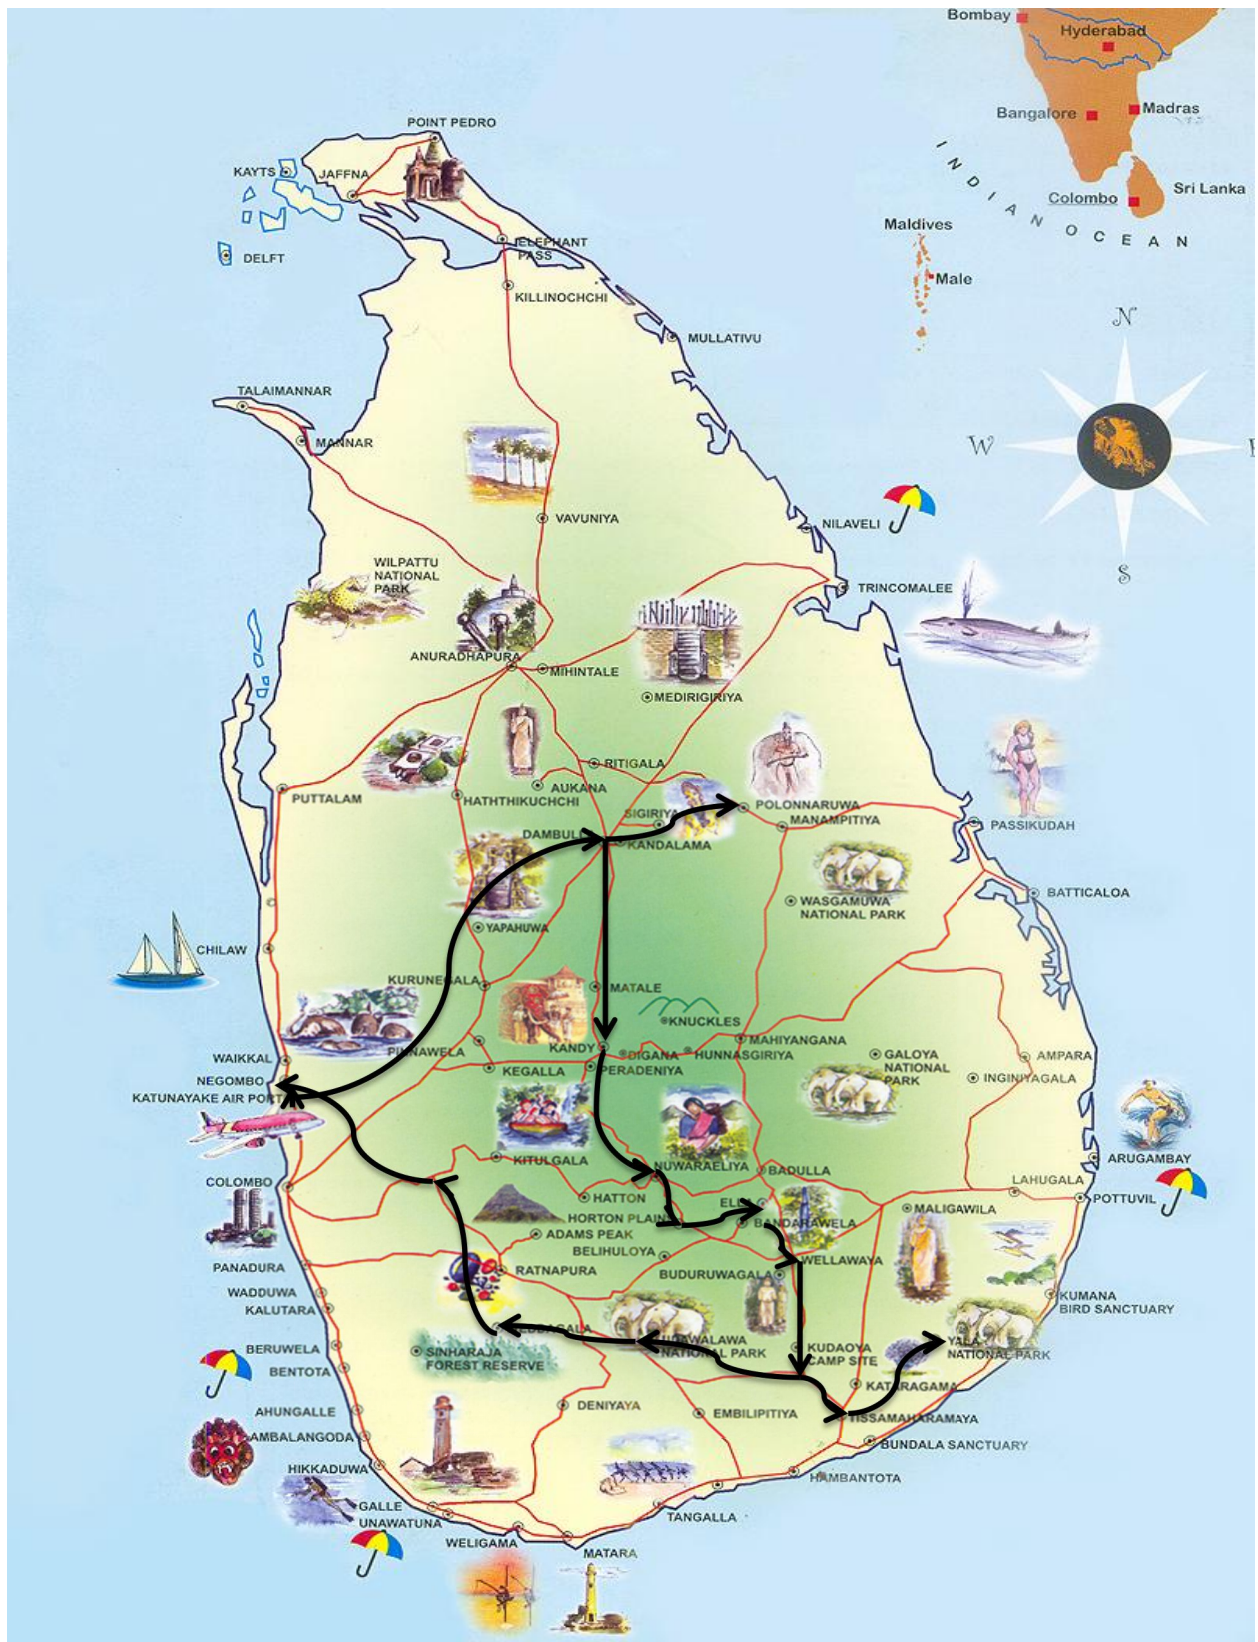 Bombay
Hyderabad
Bangalore
Madras
INDIAN OCEAN
Colombo
Sri Lanka
Maldives
Male
N
W
S
POINT PEDRO
KAYTS
JAFFNA
ELEPHANT
PASS
DELFT
KILLINOCHCHI
MULLATIVU
TALAIMANNAR
MANNAR
VAVUNIYA
NILAVELI
WILPATTU
NATIONAL
PARK
TRINCOMALEE
ANURADHAPURA
MIHINTALE
MEDIRIGIRIYA
RITIGALA
AUKANA
PUTTALAM
HATHTHIKUCHCHI
SIGIRIYA
POLONNARUWA
MANAMPITIYA
PASSIKUDAH
KANDALAMA
BATTICALOA
WASGAMUWA
NATIONAL PARK
YAPAHUWA
CHILAW
KURUNEGALA
MATALE
KNUCKLES
PINNAWELA
KANDY
DIGANA
HUNNASGIRIYA
MAHIYANGANA
WAIKKAL
GALOYA
NATIONAL
PARK
AMPARA
KEGALLA
PERADENIYA
INGINIYAGALA
NEGOMBO
KATUNAYAKE AIR PORT
KITULGALA
NUWARAELIYA
BADULLA
ARUGAMBAY
COLOMBO
HATTON
LAHUGALA
POTTUVIL
HORTON PLAINS
BANDARAWELA
MALIGAWILA
ADAMS PEAK
BELIHULOYA
WELLAWAYA
PANADURA
RATNAPURA
BUDURUWAGALA
WADDUWA
KALUTARA
KUMANA
BIRD SANCTUARY
BERUWELA
SINHARAJA
FOREST RESERVE
NATIONAL PARK
KUDAOYA
CAMP SITE
YALA
NATIONAL PARK
BENTOTA
KATARAGAMA
AHUNGALLE
DENIYAYA
EMBILIPITIYA
TISSAMAHARAMAYA
AMBALANGODA
BUNDALA SANCTUARY
HIKKADUWA
HAMBANTOTA
GALLE
UNAWATUNA
TANGALLA
WELIGAMA
MATARA